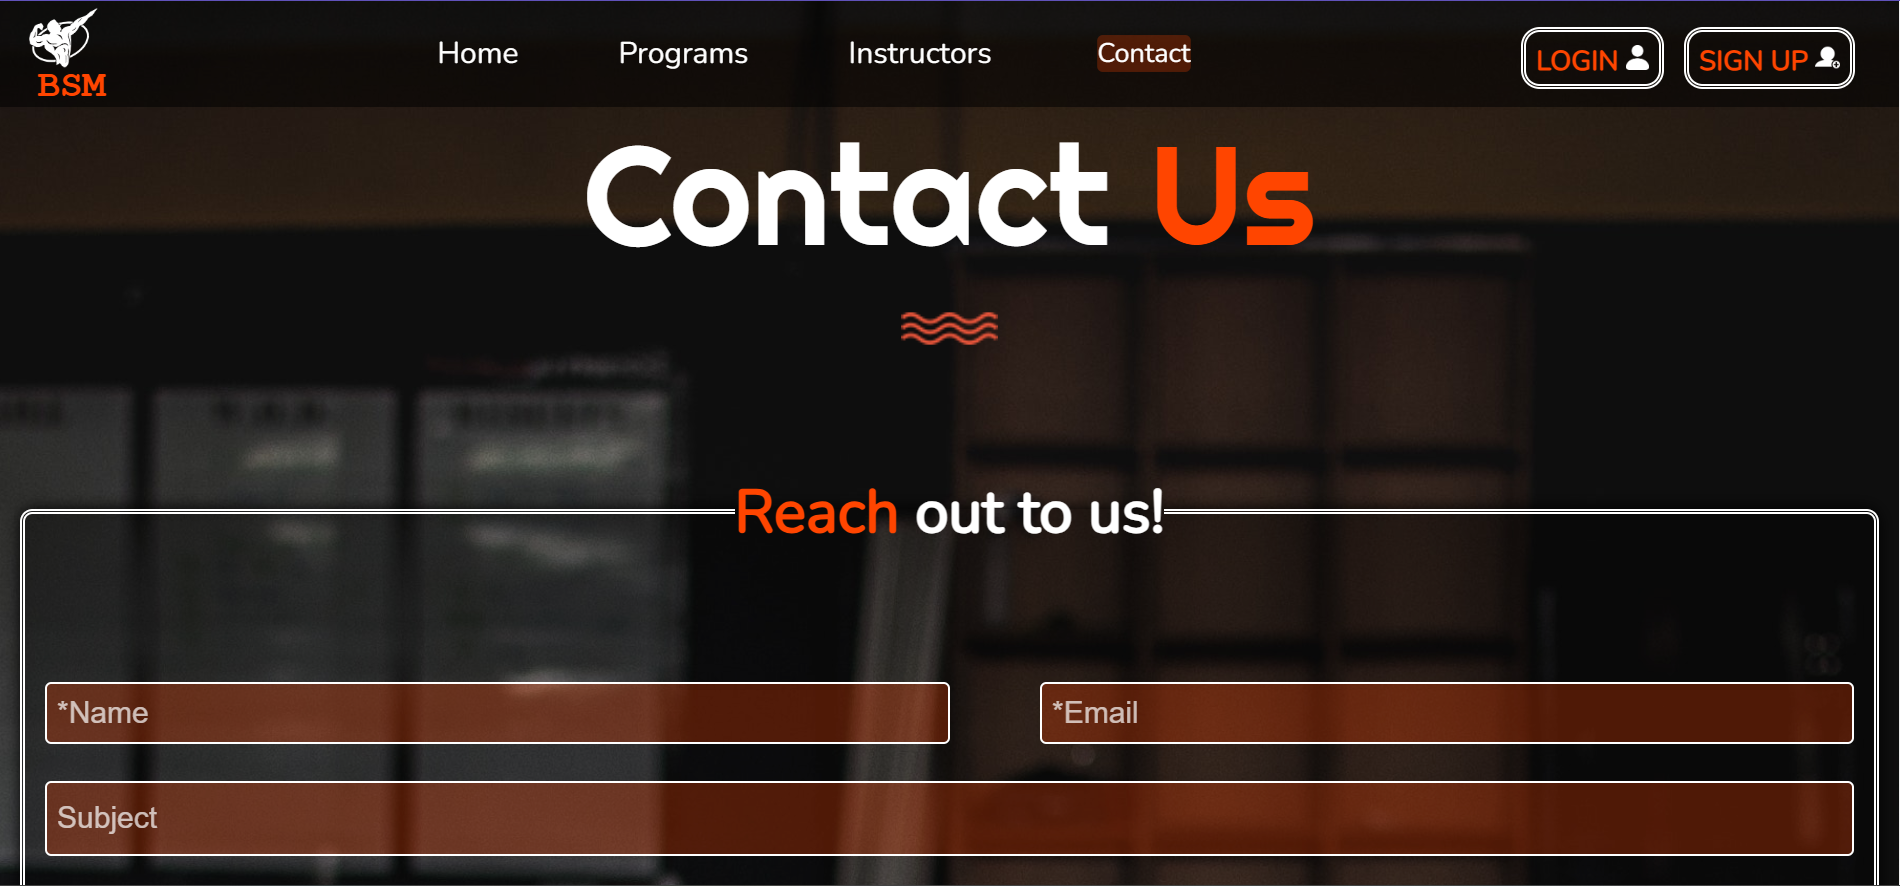 BSM
Home
Programs
Instructors
Contact
LOGIN
SIGN UP
Contact Us
Reach out to us!
*Name
*Email
Subject